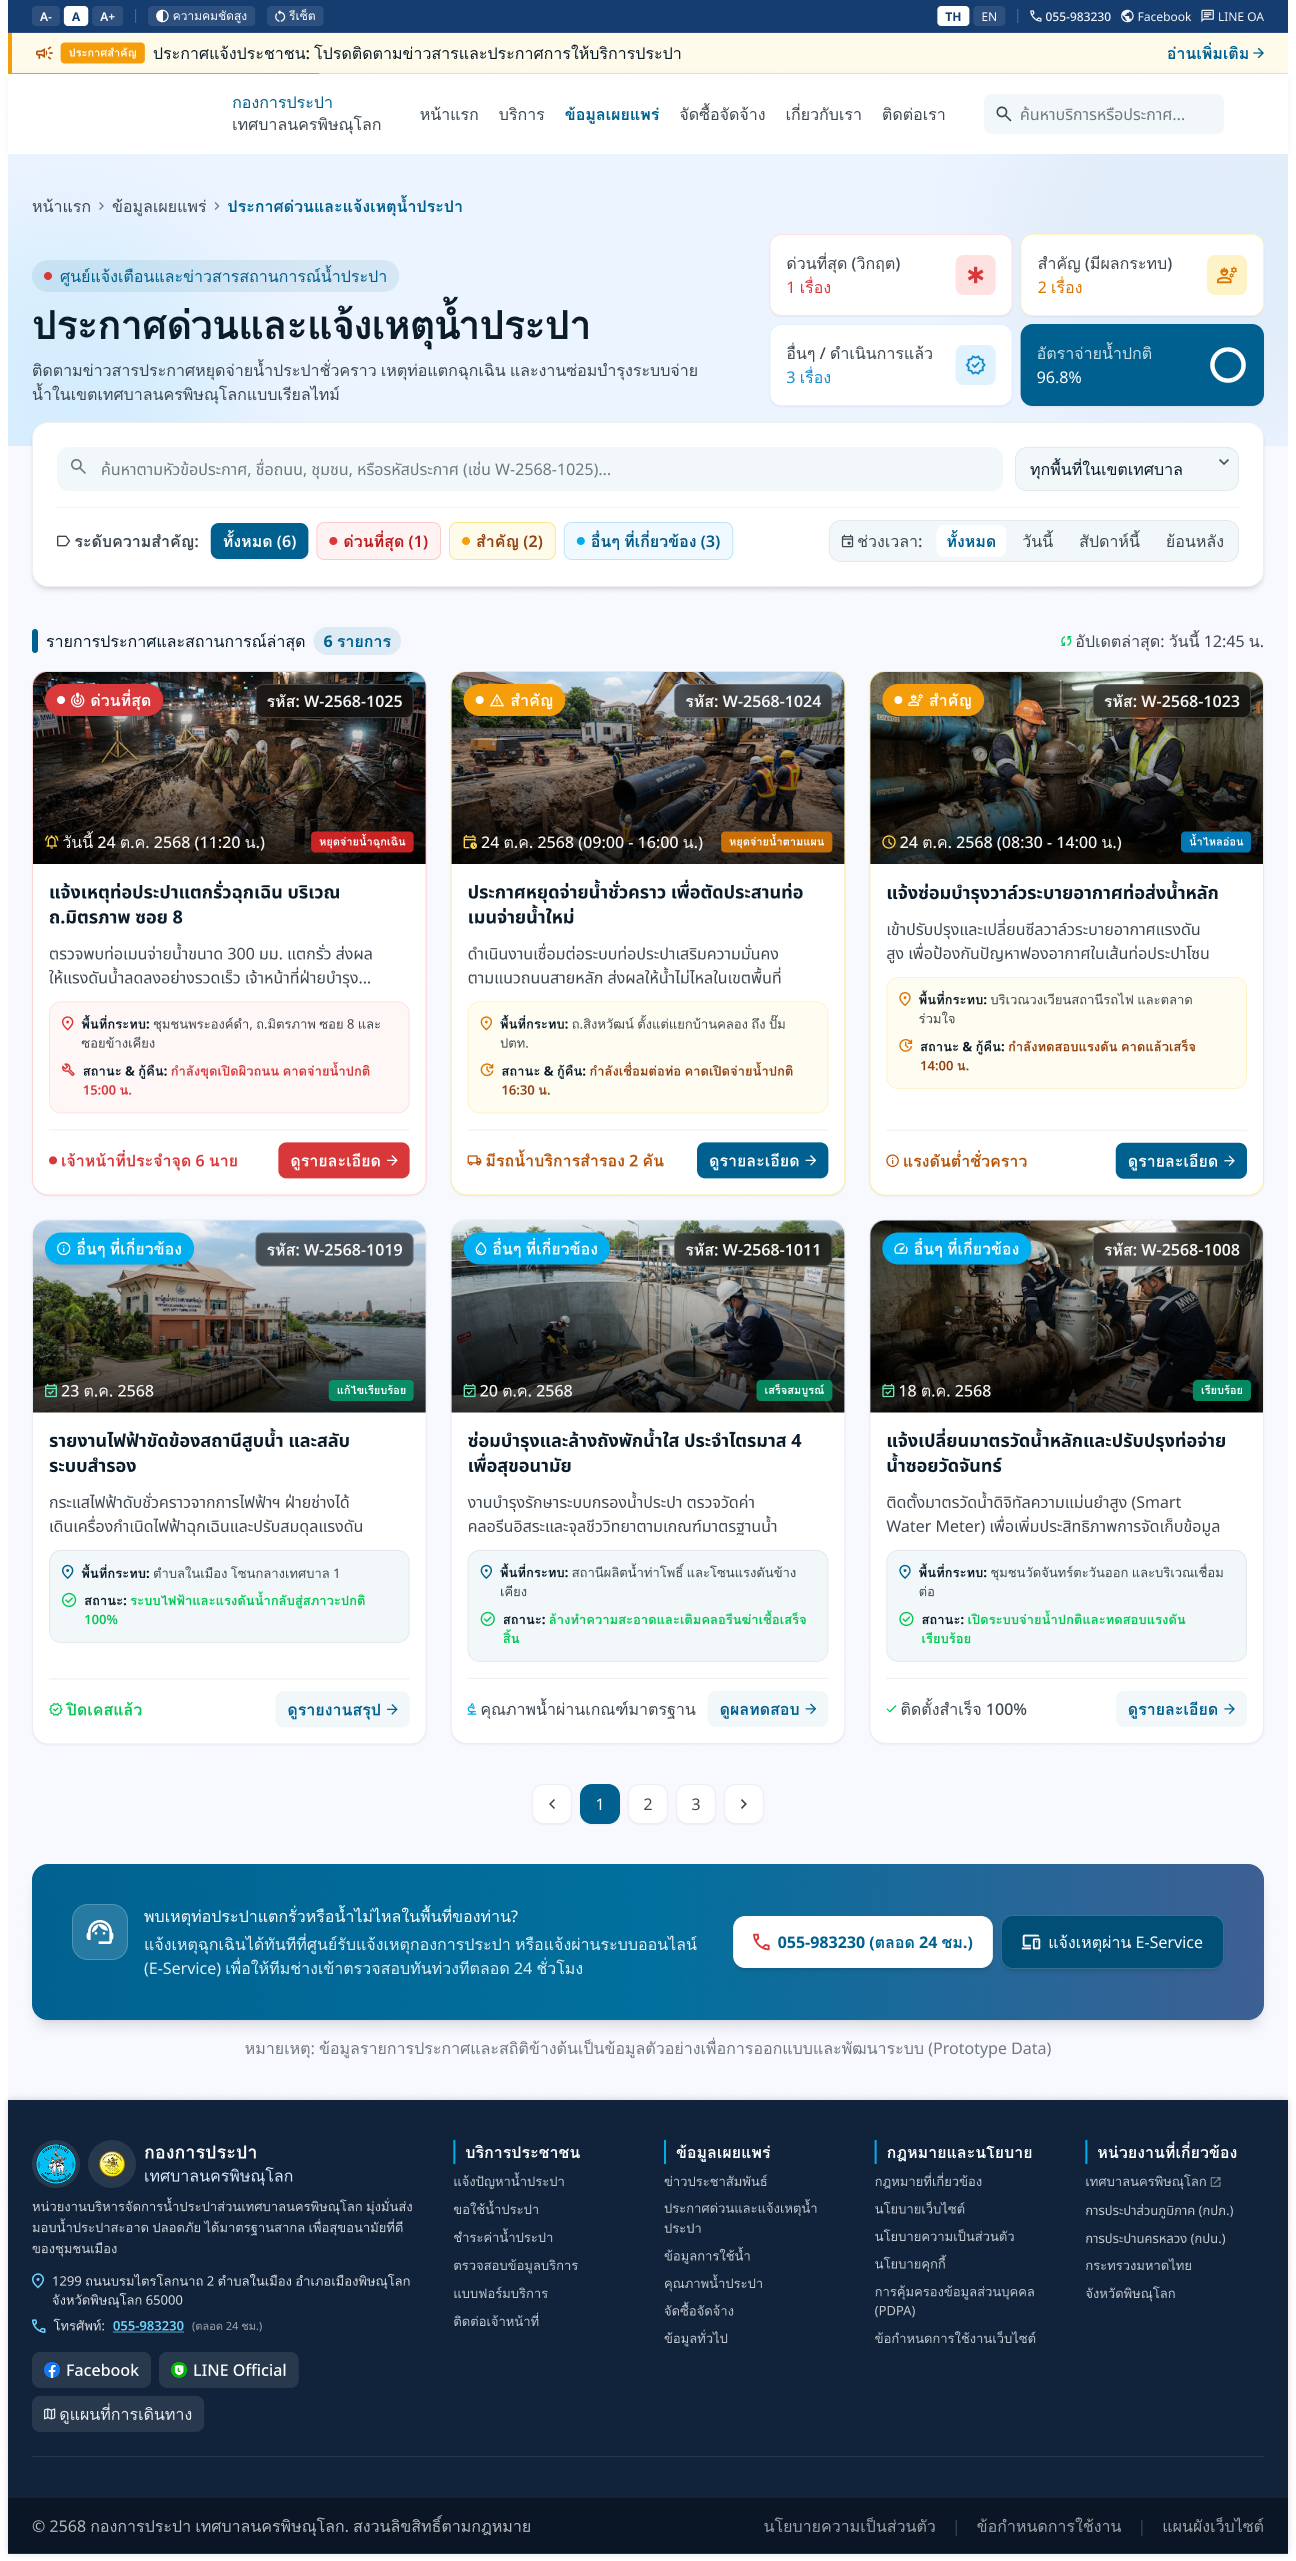 A-
A
A+
ความคมชัดสูง
รีเซ็ต
TH
EN
055-983230
Facebook
LINE OA
ประกาศสำคัญ
ประกาศแจ้งประชาชน: โปรดติดตามข่าวสารและประกาศการให้บริการประปา
อ่านเพิ่มเติม
กองการประปา
เทศบาลนครพิษณุโลก
หน้าแรก
บริการ
ข้อมูลเผยแพร่
จัดซื้อจัดจ้าง
เกี่ยวกับเรา
ติดต่อเรา
ค้นหาบริการหรือประกาศ...
หน้าแรก
ข้อมูลเผยแพร่
ประกาศด่วนและแจ้งเหตุน้ำประปา
ศูนย์แจ้งเตือนและข่าวสารสถานการณ์น้ำประปา
ประกาศด่วนและแจ้งเหตุน้ำประปา
ติดตามข่าวสารประกาศหยุดจ่ายน้ำประปาชั่วคราว เหตุท่อแตกฉุกเฉิน และงานซ่อมบำรุงระบบจ่าย
น้ำในเขตเทศบาลนครพิษณุโลกแบบเรียลไทม์
ด่วนที่สุด (วิกฤต)
1 เรื่อง
สำคัญ (มีผลกระทบ)
2 เรื่อง
อื่นๆ / ดำเนินการแล้ว
3 เรื่อง
อัตราจ่ายน้ำปกติ
96.8%
ค้นหาตามหัวข้อประกาศ, ชื่อถนน, ชุมชน, หรือรหัสประกาศ (เช่น W-2568-1025)...
ทุกพื้นที่ในเขตเทศบาล
ระดับความสำคัญ:
ทั้งหมด (6)
ด่วนที่สุด (1)
สำคัญ (2)
อื่นๆ ที่เกี่ยวข้อง (3)
ช่วงเวลา:
ทั้งหมด
วันนี้
สัปดาห์นี้
ย้อนหลัง
รายการประกาศและสถานการณ์ล่าสุด
6 รายการ
อัปเดตล่าสุด: วันนี้ 12:45 น.
ด่วนที่สุด
รหัส: W-2568-1025
วันนี้ 24 ต.ค. 2568 (11:20 น.)
หยุดจ่ายน้ำฉุกเฉิน
แจ้งเหตุท่อประปาแตกรั่วฉุกเฉิน บริเวณ
ถ.มิตรภาพ ซอย 8
ตรวจพบท่อเมนจ่ายน้ำขนาด 300 มม. แตกรั่ว ส่งผล
ให้แรงดันน้ำลดลงอย่างรวดเร็ว เจ้าหน้าที่ฝ่ายบำรุง...
พื้นที่กระทบ: ชุมชนพระองค์ดำ, ถ.มิตรภาพ ซอย 8 และ
ซอยข้างเคียง
สถานะ & กู้คืน: กำลังขุดเปิดผิวถนน คาดจ่ายน้ำปกติ
15:00 น.
เจ้าหน้าที่ประจำจุด 6 นาย
ดูรายละเอียด
สำคัญ
รหัส: W-2568-1024
24 ต.ค. 2568 (09:00 - 16:00 น.)
หยุดจ่ายน้ำตามแผน
ประกาศหยุดจ่ายน้ำชั่วคราว เพื่อตัดประสานท่อ
เมนจ่ายน้ำใหม่
ดำเนินงานเชื่อมต่อระบบท่อประปาเสริมความมั่นคง
ตามแนวถนนสายหลัก ส่งผลให้น้ำไม่ไหลในเขตพื้นที่
พื้นที่กระทบ: ถ.สิงหวัฒน์ ตั้งแต่แยกบ้านคลอง ถึง ปั๊ม
ปตท.
สถานะ & กู้คืน: กำลังเชื่อมต่อท่อ คาดเปิดจ่ายน้ำปกติ
16:30 น.
มีรถน้ำบริการสำรอง 2 คัน
ดูรายละเอียด
สำคัญ
รหัส: W-2568-1023
24 ต.ค. 2568 (08:30 - 14:00 น.)
น้ำไหลอ่อน
แจ้งซ่อมบำรุงวาล์วระบายอากาศท่อส่งน้ำหลัก
เข้าปรับปรุงและเปลี่ยนซีลวาล์วระบายอากาศแรงดัน
สูง เพื่อป้องกันปัญหาฟองอากาศในเส้นท่อประปาโซน
พื้นที่กระทบ: บริเวณวงเวียนสถานีรถไฟ และตลาด
ร่วมใจ
สถานะ & กู้คืน: กำลังทดสอบแรงดัน คาดแล้วเสร็จ
14:00 น.
แรงดันต่ำชั่วคราว
ดูรายละเอียด
อื่นๆ ที่เกี่ยวข้อง
รหัส: W-2568-1019
23 ต.ค. 2568
แก้ไขเรียบร้อย
รายงานไฟฟ้าขัดข้องสถานีสูบน้ำ และสลับ
ระบบสำรอง
กระแสไฟฟ้าดับชั่วคราวจากการไฟฟ้าฯ ฝ่ายช่างได้
เดินเครื่องกำเนิดไฟฟ้าฉุกเฉินและปรับสมดุลแรงดัน
พื้นที่กระทบ: ตำบลในเมือง โซนกลางเทศบาล 1
สถานะ: ระบบไฟฟ้าและแรงดันน้ำกลับสู่สภาวะปกติ
100%
ปิดเคสแล้ว
ดูรายงานสรุป
อื่นๆ ที่เกี่ยวข้อง
รหัส: W-2568-1011
20 ต.ค. 2568
เสร็จสมบูรณ์
ซ่อมบำรุงและล้างถังพักน้ำใส ประจำไตรมาส 4
เพื่อสุขอนามัย
งานบำรุงรักษาระบบกรองน้ำประปา ตรวจวัดค่า
คลอรีนอิสระและจุลชีววิทยาตามเกณฑ์มาตรฐานน้ำ
พื้นที่กระทบ: สถานีผลิตน้ำท่าโพธิ์ และโซนแรงดันข้าง
เคียง
สถานะ: ล้างทำความสะอาดและเติมคลอรีนฆ่าเชื้อเสร็จ
สิ้น
คุณภาพน้ำผ่านเกณฑ์มาตรฐาน
ดูผลทดสอบ
อื่นๆ ที่เกี่ยวข้อง
รหัส: W-2568-1008
18 ต.ค. 2568
เรียบร้อย
แจ้งเปลี่ยนมาตรวัดน้ำหลักและปรับปรุงท่อจ่าย
น้ำซอยวัดจันทร์
ติดตั้งมาตรวัดน้ำดิจิทัลความแม่นยำสูง (Smart
Water Meter) เพื่อเพิ่มประสิทธิภาพการจัดเก็บข้อมูล
พื้นที่กระทบ: ชุมชนวัดจันทร์ตะวันออก และบริเวณเชื่อม
ต่อ
สถานะ: เปิดระบบจ่ายน้ำปกติและทดสอบแรงดัน
เรียบร้อย
ติดตั้งสำเร็จ 100%
ดูรายละเอียด
1
2
3
พบเหตุท่อประปาแตกรั่วหรือน้ำไม่ไหลในพื้นที่ของท่าน?
แจ้งเหตุฉุกเฉินได้ทันทีที่ศูนย์รับแจ้งเหตุกองการประปา หรือแจ้งผ่านระบบออนไลน์
(E-Service) เพื่อให้ทีมช่างเข้าตรวจสอบทันท่วงทีตลอด 24 ชั่วโมง
055-983230 (ตลอด 24 ชม.)
แจ้งเหตุผ่าน E-Service
หมายเหตุ: ข้อมูลรายการประกาศและสถิติข้างต้นเป็นข้อมูลตัวอย่างเพื่อการออกแบบและพัฒนาระบบ (Prototype Data)
กองการประปา
เทศบาลนครพิษณุโลก
หน่วยงานบริหารจัดการน้ำประปาส่วนเทศบาลนครพิษณุโลก มุ่งมั่นส่ง
มอบน้ำประปาสะอาด ปลอดภัย ได้มาตรฐานสากล เพื่อสุขอนามัยที่ดี
ของชุมชนเมือง
1299 ถนนบรมไตรโลกนาถ 2 ตำบลในเมือง อำเภอเมืองพิษณุโลก
จังหวัดพิษณุโลก 65000
โทรศัพท์: 055-983230 (ตลอด 24 ชม.)
Facebook
LINE Official
ดูแผนที่การเดินทาง
บริการประชาชน
แจ้งปัญหาน้ำประปา
ขอใช้น้ำประปา
ชำระค่าน้ำประปา
ตรวจสอบข้อมูลบริการ
แบบฟอร์มบริการ
ติดต่อเจ้าหน้าที่
ข้อมูลเผยแพร่
ข่าวประชาสัมพันธ์
ประกาศด่วนและแจ้งเหตุน้ำ
ประปา
ข้อมูลการใช้น้ำ
คุณภาพน้ำประปา
จัดซื้อจัดจ้าง
ข้อมูลทั่วไป
กฎหมายและนโยบาย
กฎหมายที่เกี่ยวข้อง
นโยบายเว็บไซต์
นโยบายความเป็นส่วนตัว
นโยบายคุกกี้
การคุ้มครองข้อมูลส่วนบุคคล
(PDPA)
ข้อกำหนดการใช้งานเว็บไซต์
หน่วยงานที่เกี่ยวข้อง
เทศบาลนครพิษณุโลก
การประปาส่วนภูมิภาค (กปภ.)
การประปานครหลวง (กปน.)
กระทรวงมหาดไทย
จังหวัดพิษณุโลก
© 2568 กองการประปา เทศบาลนครพิษณุโลก. สงวนลิขสิทธิ์ตามกฎหมาย
นโยบายความเป็นส่วนตัว | ข้อกำหนดการใช้งาน | แผนผังเว็บไซต์